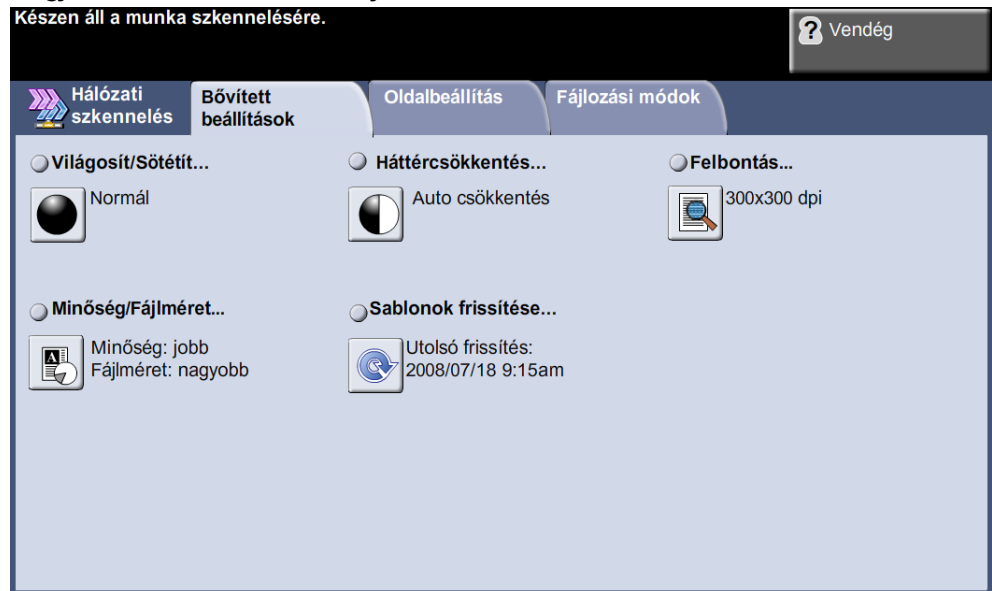 Készen áll a munka szkennelésére.
Vendég
Hálózati
szkennelés
Bővített
beállítások
Oldalbeállítás
Fájlozási módok
Világosít/Sötétít...
Normál
Háttércsökkentés...
Auto csökkentés
Felbontás...
300x300 dpi
Minőség/Fájlméret...
Minőség: jobb
Fájlméret: nagyobb
Sablonok frissítése...
Utolsó frissítés:
2008/07/18 9:15am